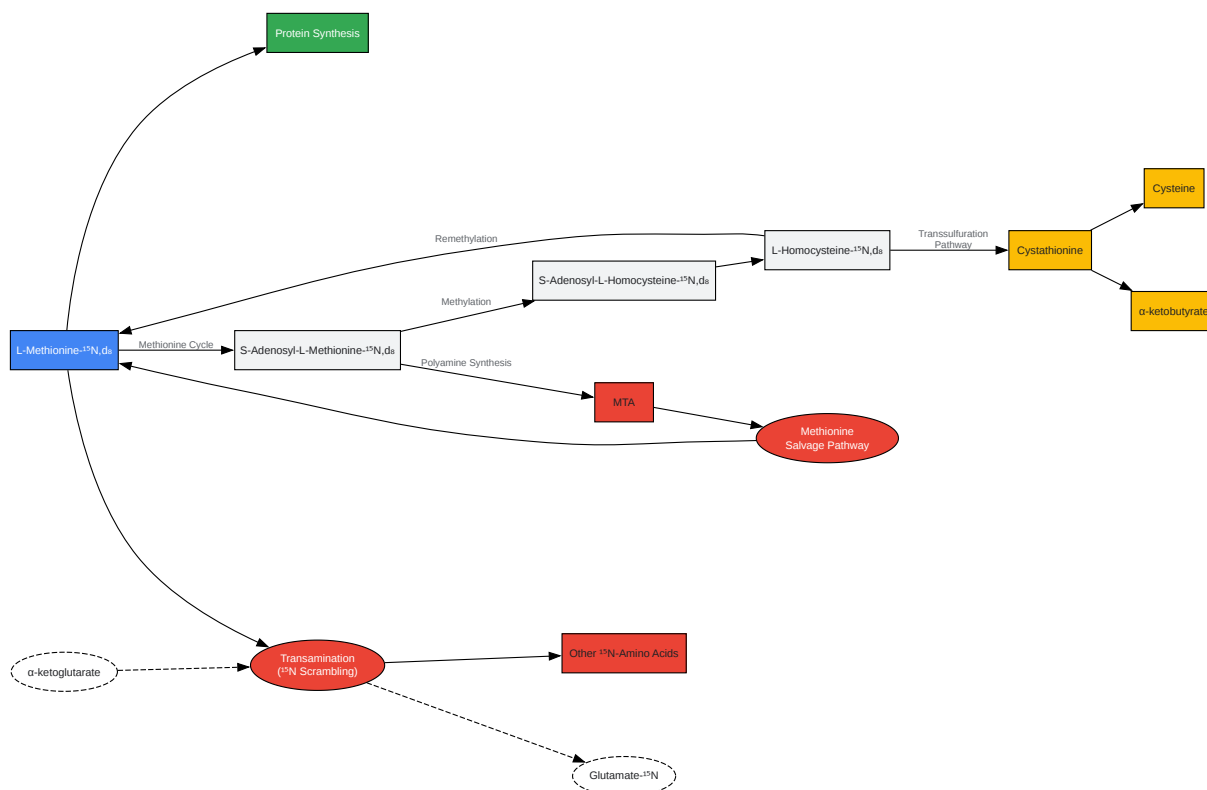 Protein Synthesis
Cysteine
Remethylation
Transsulfuration
Pathway
L-Homocysteine-¹⁵N,d₈
Cystathionine
S-Adenosyl-L-Homocysteine-¹⁵N,d₈
Methylation
α-ketobutyrate
L-Methionine-¹⁵N,d₈
Methionine Cycle
S-Adenosyl-L-Methionine-¹⁵N,d₈
Polyamine Synthesis
MTA
Methionine
Salvage Pathway
α-ketoglutarate
Transamination
(¹⁵N Scrambling)
Other ¹⁵N-Amino Acids
Glutamate-¹⁵N